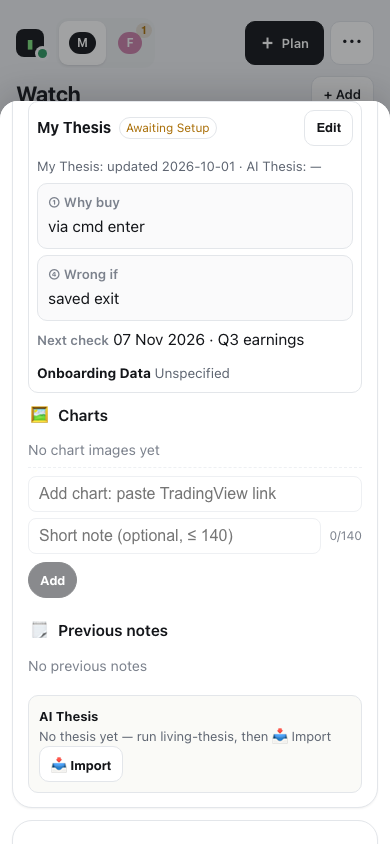 M
F
1
+ Plan
...
Watch
+ Add
My Thesis
Awaiting Setup
Edit
My Thesis: updated 2026-10-01 · AI Thesis: —
① Why buy
via cmd enter
④ Wrong if
saved exit
Next check 07 Nov 2026 · Q3 earnings
Onboarding Data Unspecified
Charts
No chart images yet
Add chart: paste TradingView link
Short note (optional, ≤ 140)
0/140
Add
Previous notes
No previous notes
AI Thesis
No thesis yet — run living-thesis, then 📥 Import
📥 Import